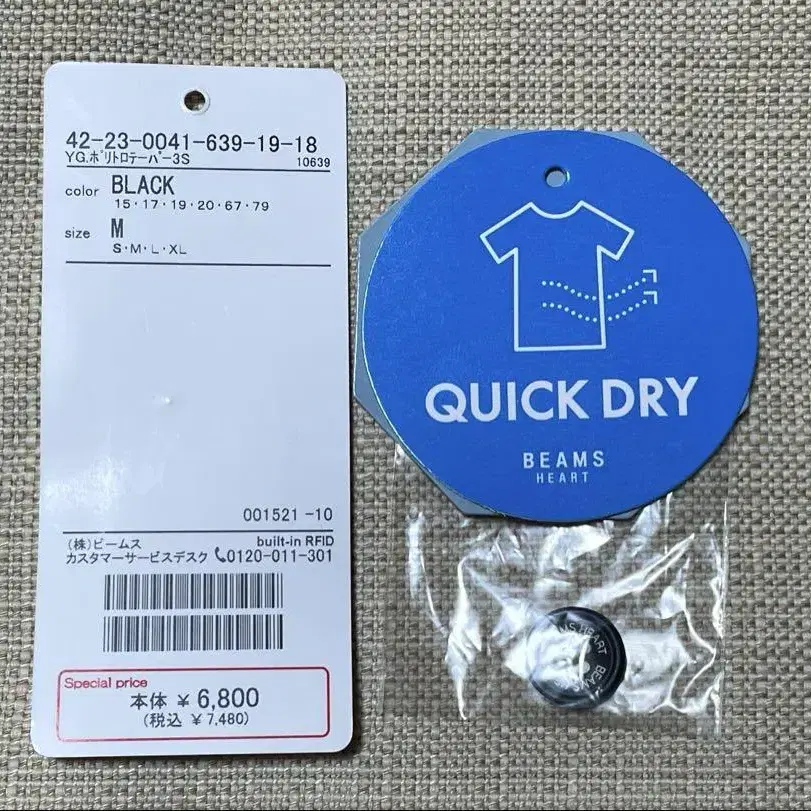 42-23-0041-639-19-18
YG.ポリトロテーパー3S 10639
color BLACK
15・17・19・20・67・79
size M
S・M・L・XL
001521 -10
(株)ビームス built-in RFID
カスタマーサービスデスク 0120-011-301
Special price
本体 ¥ 6,800
(税込 ¥ 7,480)
QUICK DRY
BEAMS
HEART
HEART
BEAMS